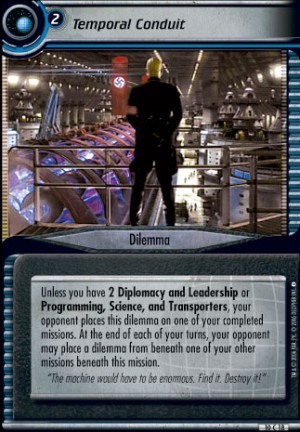 2 Temporal Conduit
Dilemma
Unless you have 2 Diplomacy and Leadership or
Programming, Science, and Transporters, your
opponent places this dilemma on one of your completed
missions. At the end of each of your turns, your opponent
may place a dilemma from beneath one of your other
missions beneath this mission.
"The machine would have to be enormous. Find it. Destroy it!"